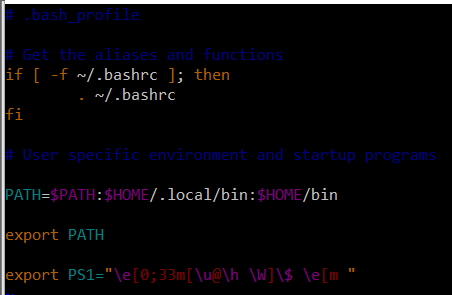 # .bash_profile
# Get the aliases and functions
if [ -f ~/.bashrc ]; then
        . ~/.bashrc
fi
# User specific environment and startup programs
PATH=$PATH:$HOME/.local/bin:$HOME/bin
export PATH
export PS1="\e[0;33m[\u@\h \W]\$ \e[m "